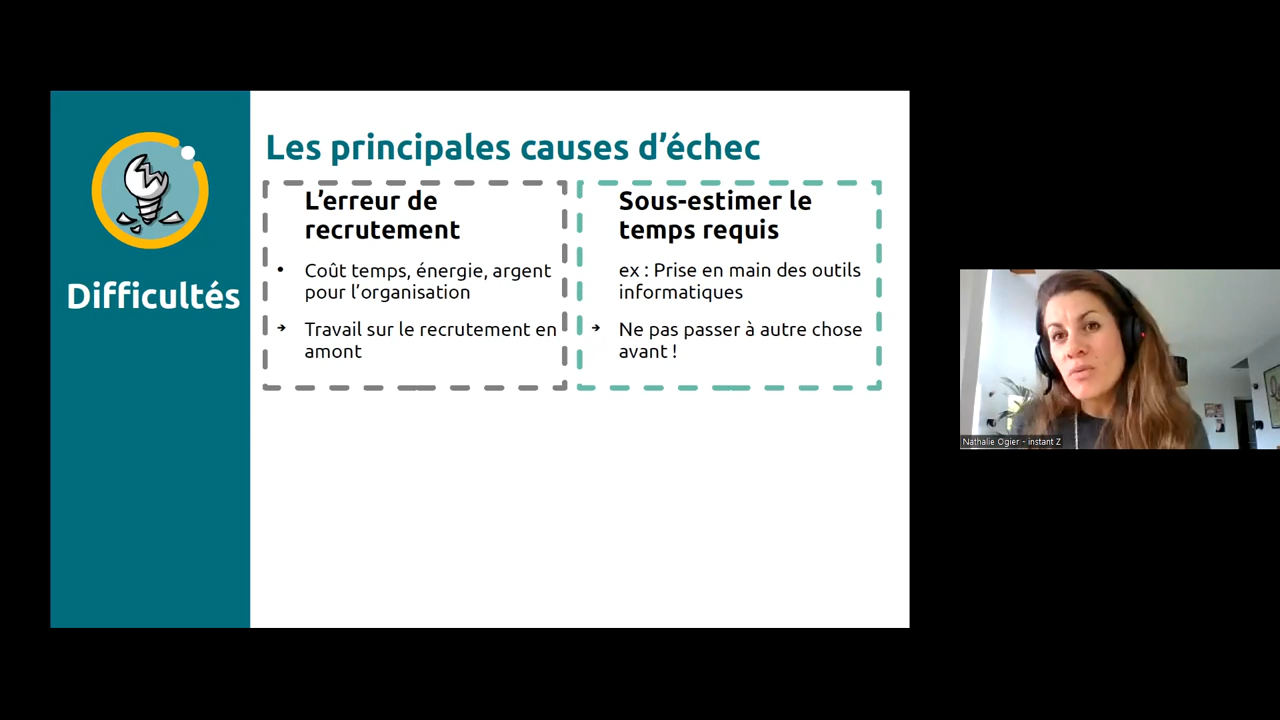 Difficultés
Les principales causes d’échec
L’erreur de
recrutement
• Coût temps, énergie, argent
pour l’organisation
➔ Travail sur le recrutement en
amont
Sous-estimer le
temps requis
ex : Prise en main des outils
informatiques
➔ Ne pas passer à autre chose
avant !
Nathalie Ogier - instant Z